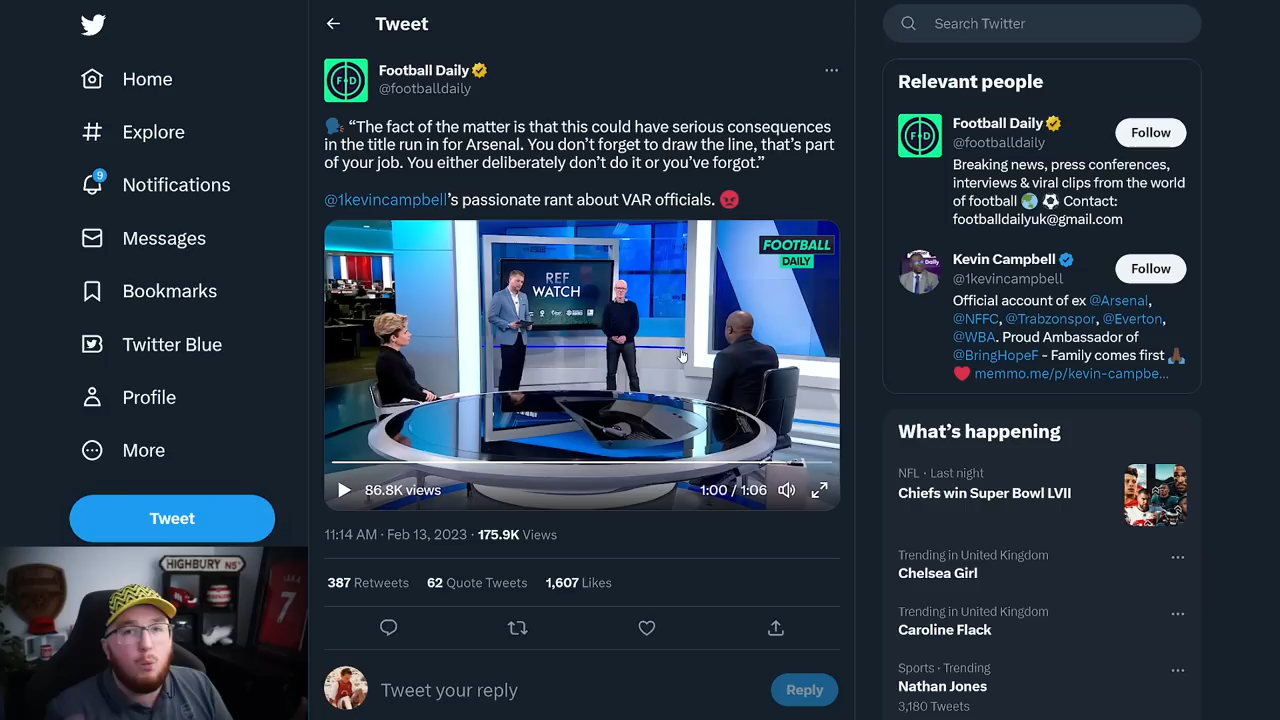 Home
Explore
9
Notifications
Messages
Bookmarks
Twitter Blue
Profile
More
Tweet
HIGHBURY N5
7
Tweet
FD
Football Daily
@footballdaily
“The fact of the matter is that this could have serious consequences
in the title run in for Arsenal. You don’t forget to draw the line, that’s part
of your job. You either deliberately don’t do it or you’ve forgot.”
@1kevincampbell’s passionate rant about VAR officials.
FOOTBALL
DAILY
REF
WATCH
86.8K views
1:00 / 1:06
11:14 AM · Feb 13, 2023 · 175.9K Views
387 Retweets 62 Quote Tweets 1,607 Likes
Tweet your reply
Reply
Search Twitter
Relevant people
FD
Football Daily
@footballdaily
Follow
Breaking news, press conferences,
interviews & viral clips from the world
of football Contact:
footballdailyuk@gmail.com
Kevin Campbell
@1kevincampbell
Follow
Official account of ex @Arsenal,
@NFFC, @Trabzonspor, @Everton,
@WBA. Proud Ambassador of
@BringHopeF - Family comes first
memmo.me/p/kevin-campbe...
What’s happening
NFL · Last night
Chiefs win Super Bowl LVII
Trending in United Kingdom
Chelsea Girl
Trending in United Kingdom
Caroline Flack
Sports · Trending
Nathan Jones
3,180 Tweets